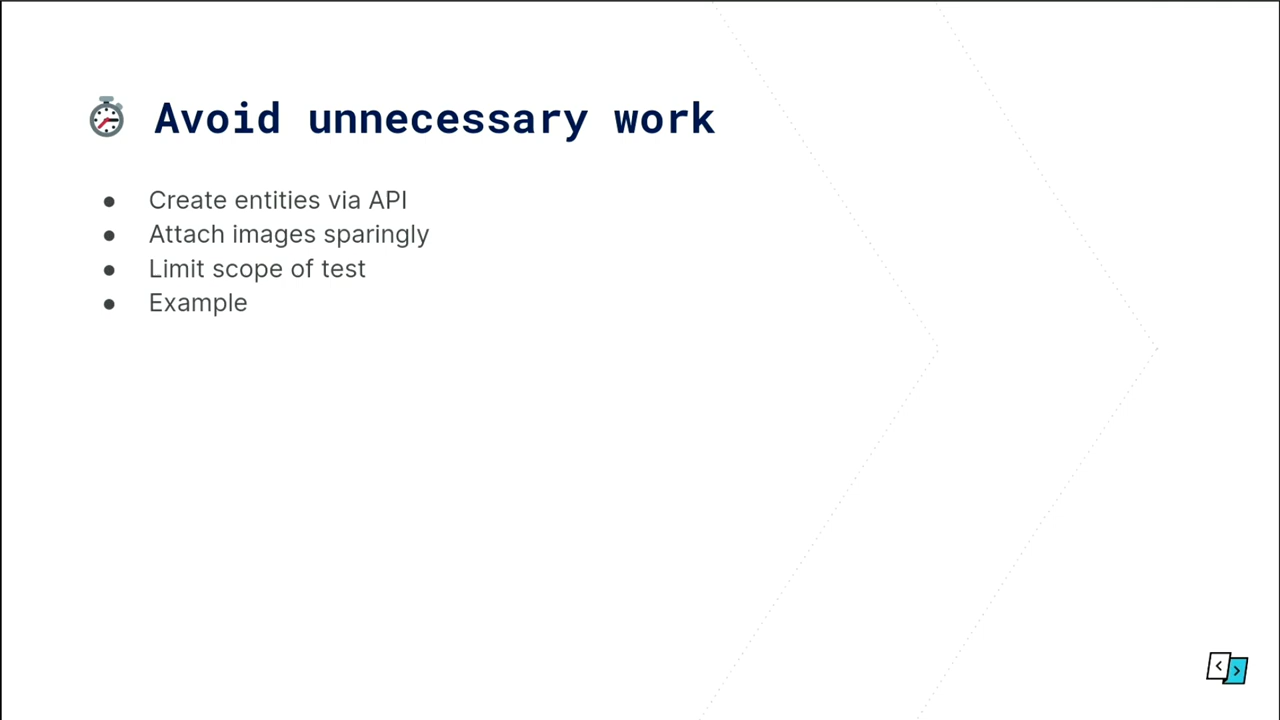 Avoid unnecessary work
● Create entities via API
● Attach images sparingly
● Limit scope of test
● Example